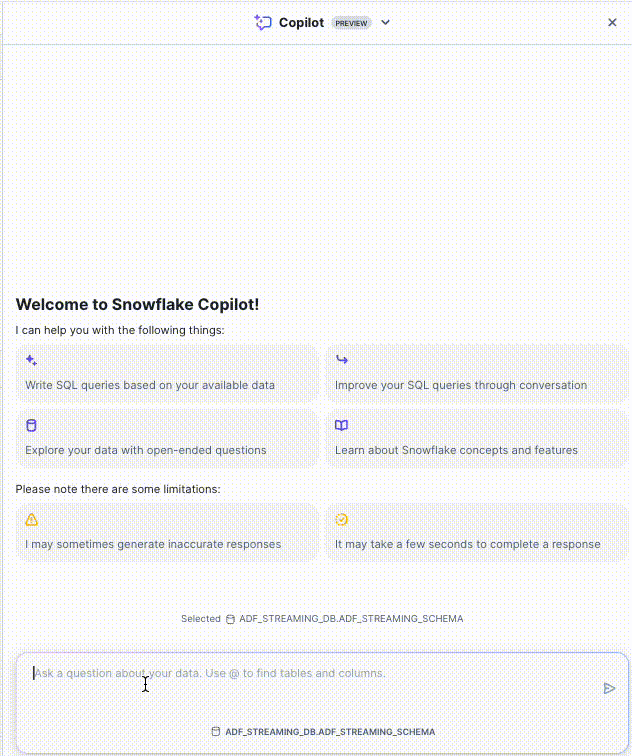 Copilot PREVIEW
Welcome to Snowflake Copilot!
I can help you with the following things:
Write SQL queries based on your available data
Improve your SQL queries through conversation
Explore your data with open-ended questions
Learn about Snowflake concepts and features
Please note there are some limitations:
I may sometimes generate inaccurate responses
It may take a few seconds to complete a response
Selected ADF_STREAMING_DB.ADF_STREAMING_SCHEMA
Ask a question about your data. Use @ to find tables and columns.
ADF_STREAMING_DB.ADF_STREAMING_SCHEMA